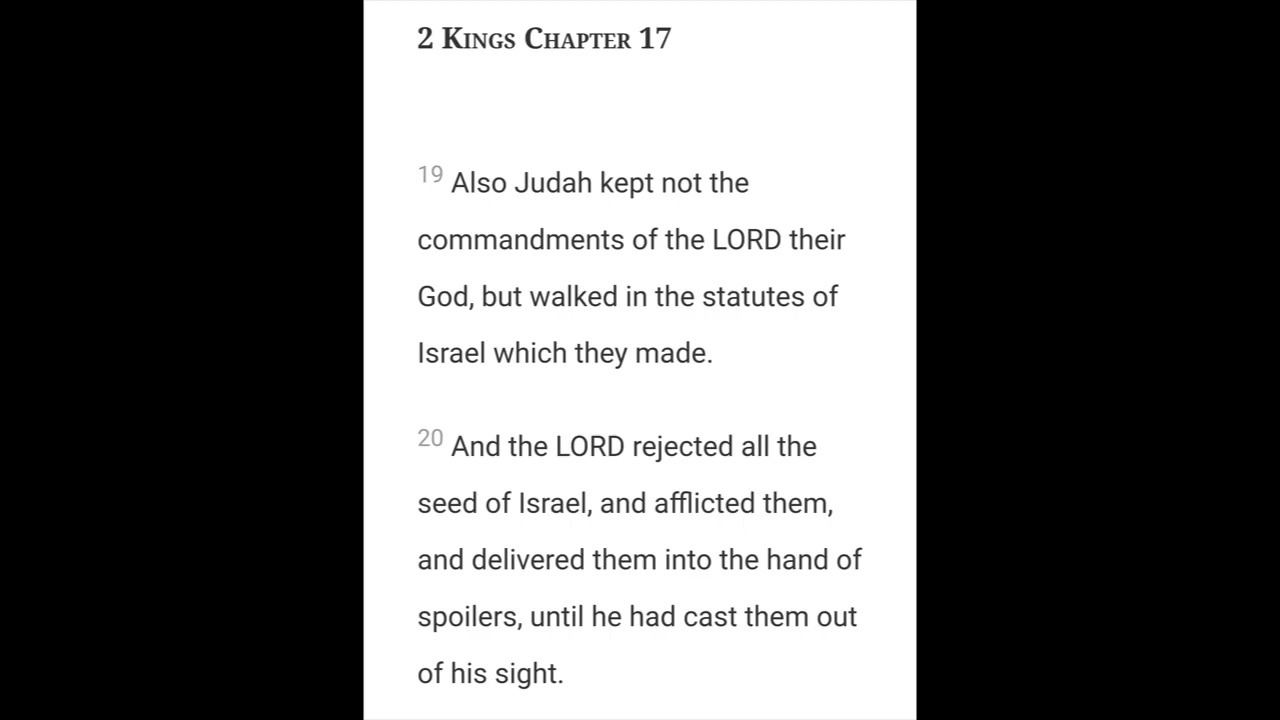 2 Kings Chapter 17
19 Also Judah kept not the
commandments of the LORD their
God, but walked in the statutes of
Israel which they made.
20 And the LORD rejected all the
seed of Israel, and afflicted them,
and delivered them into the hand of
spoilers, until he had cast them out
of his sight.